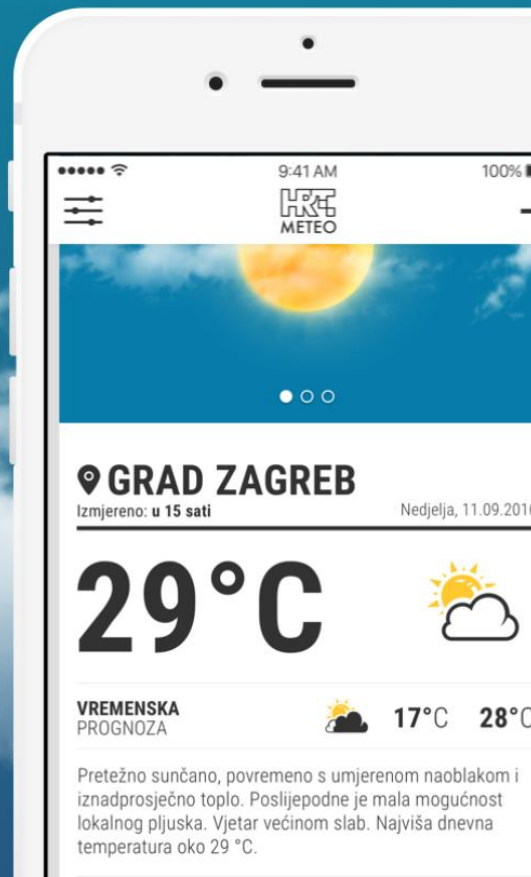 9:41 AM 100%
HRT
METEO
GRAD ZAGREB
Izmjereno: u 15 sati Nedjelja, 11.09.2016
29°C
VREMENSKA
PROGNOZA
17°C 28°C
Pretežno sunčano, povremeno s umjerenom naoblakom i
iznadprosječno toplo. Poslijepodne je mala mogućnost
lokalnog pljuska. Vjetar većinom slab. Najviša dnevna
temperatura oko 29 °C.